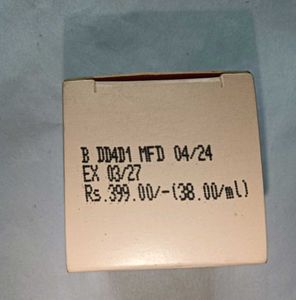 B DD4D1 MFD 04/24
EX 03/27
Rs.399.00/-(38.00/ml)